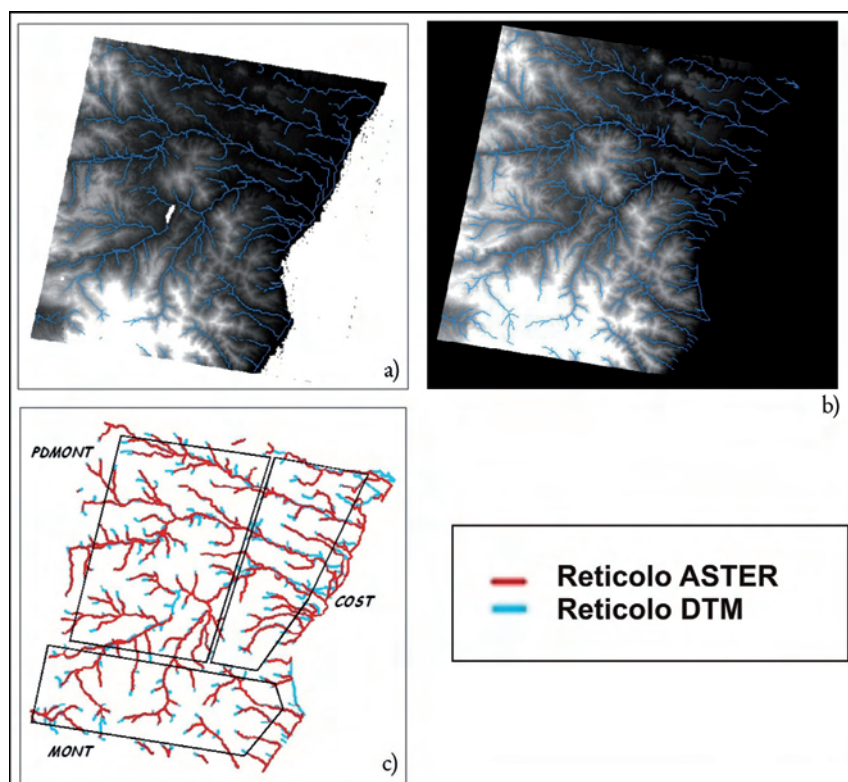 a)
b)
PDMONT
COST
MONT
c)
Reticolo ASTER
Reticolo DTM